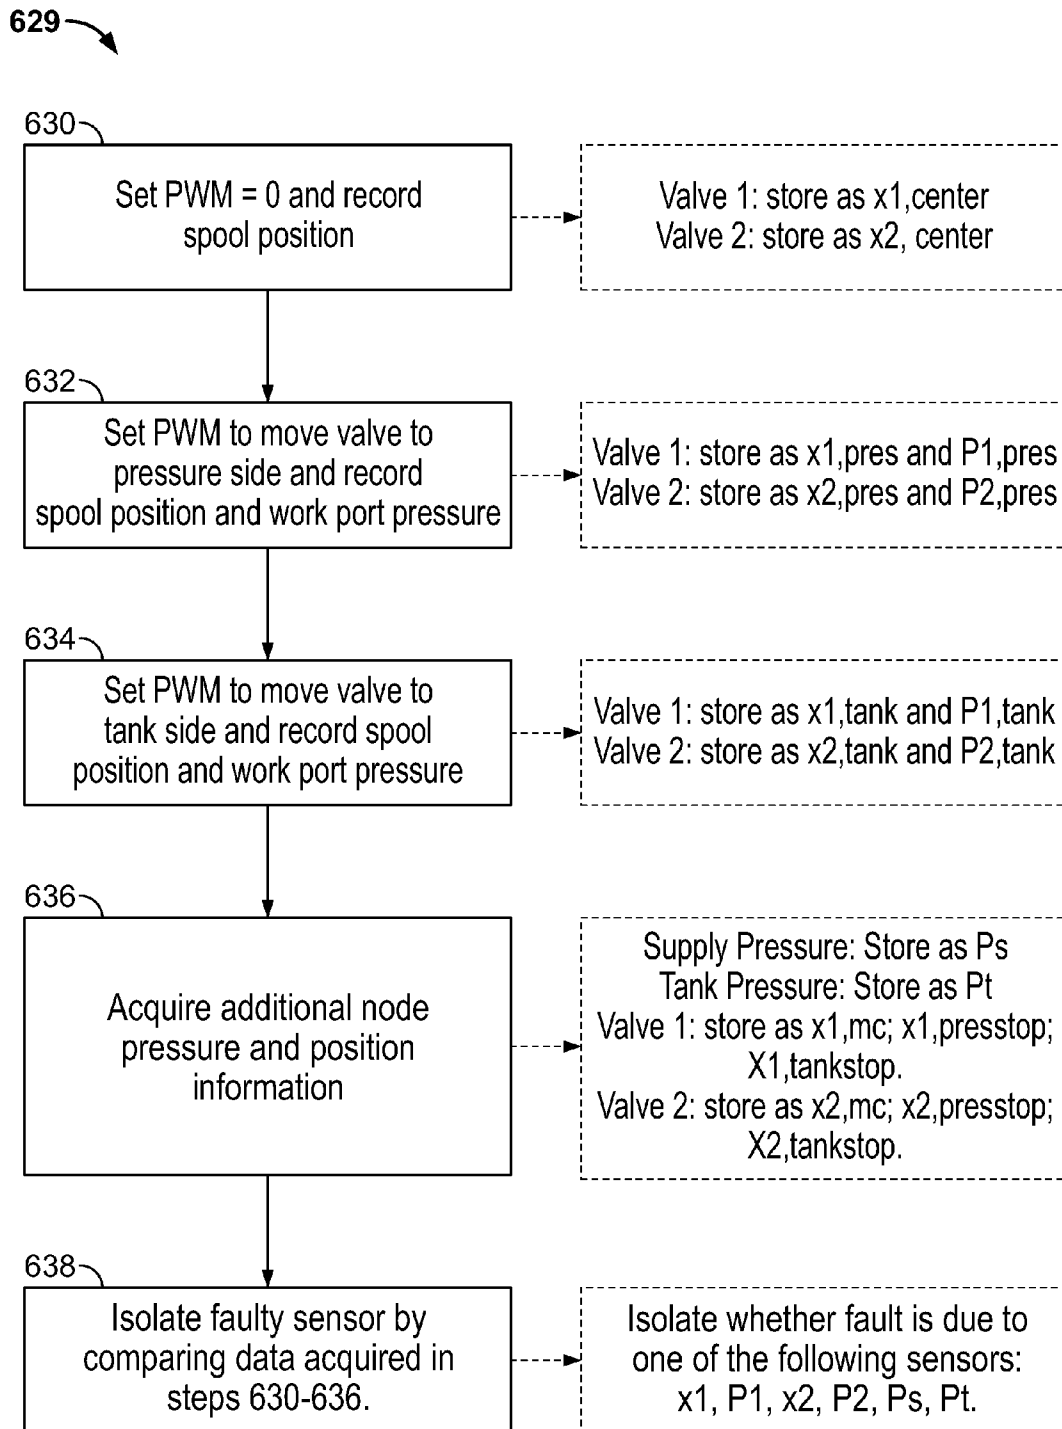 629
630
Set PWM = 0 and record
spool position
Valve 1: store as x1,center
Valve 2: store as x2, center
632
Set PWM to move valve to
pressure side and record
spool position and work port pressure
Valve 1: store as x1,pres and P1,pres
Valve 2: store as x2,pres and P2,pres
634
Set PWM to move valve to
tank side and record spool
position and work port pressure
Valve 1: store as x1,tank and P1,tank
Valve 2: store as x2,tank and P2,tank
636
Acquire additional node
pressure and position
information
Supply Pressure: Store as Ps
Tank Pressure: Store as Pt
Valve 1: store as x1,mc; x1,presstop;
X1,tankstop.
Valve 2: store as x2,mc; x2,presstop;
X2,tankstop.
638
Isolate faulty sensor by
comparing data acquired in
steps 630-636.
Isolate whether fault is due to
one of the following sensors:
x1, P1, x2, P2, Ps, Pt.